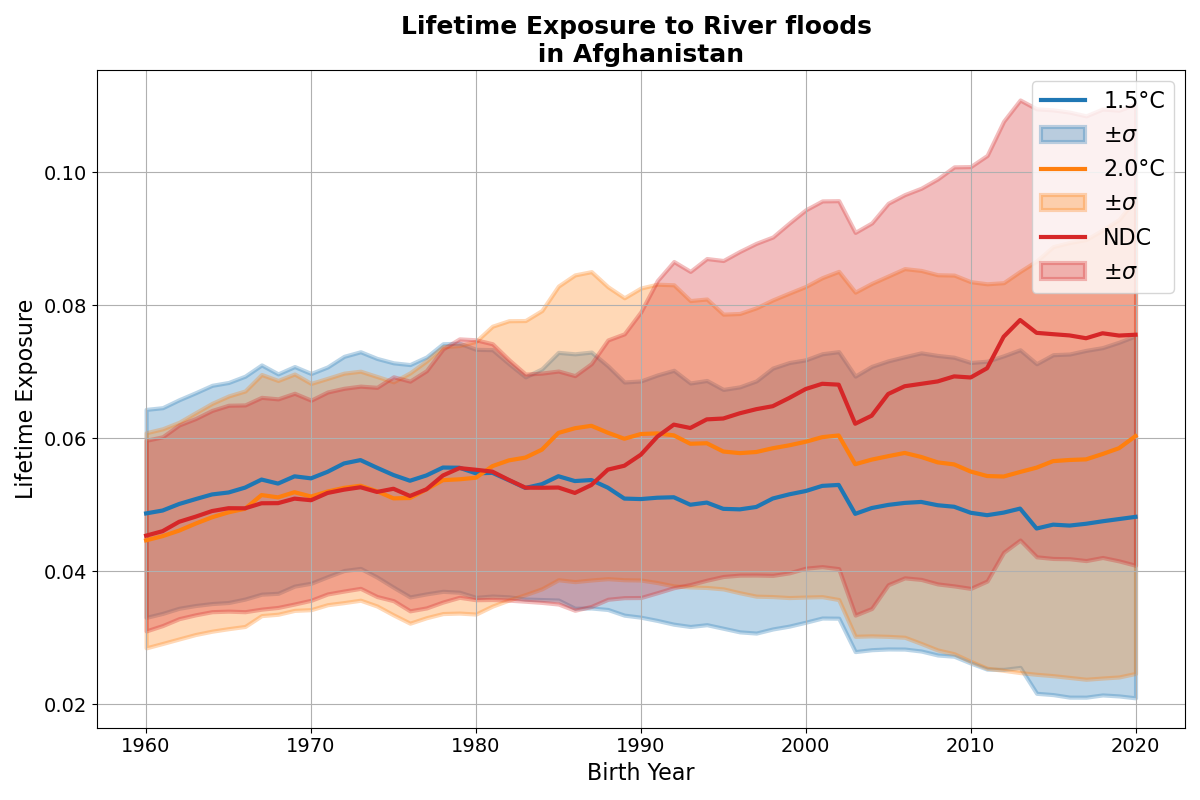 Lifetime Exposure to River floods
in Afghanistan
Lifetime Exposure
0.10
0.08
0.06
0.04
0.02
1960 1970 1980 1990 2000 2010 2020
Birth Year
1.5°C
±σ
2.0°C
±σ
NDC
±σ